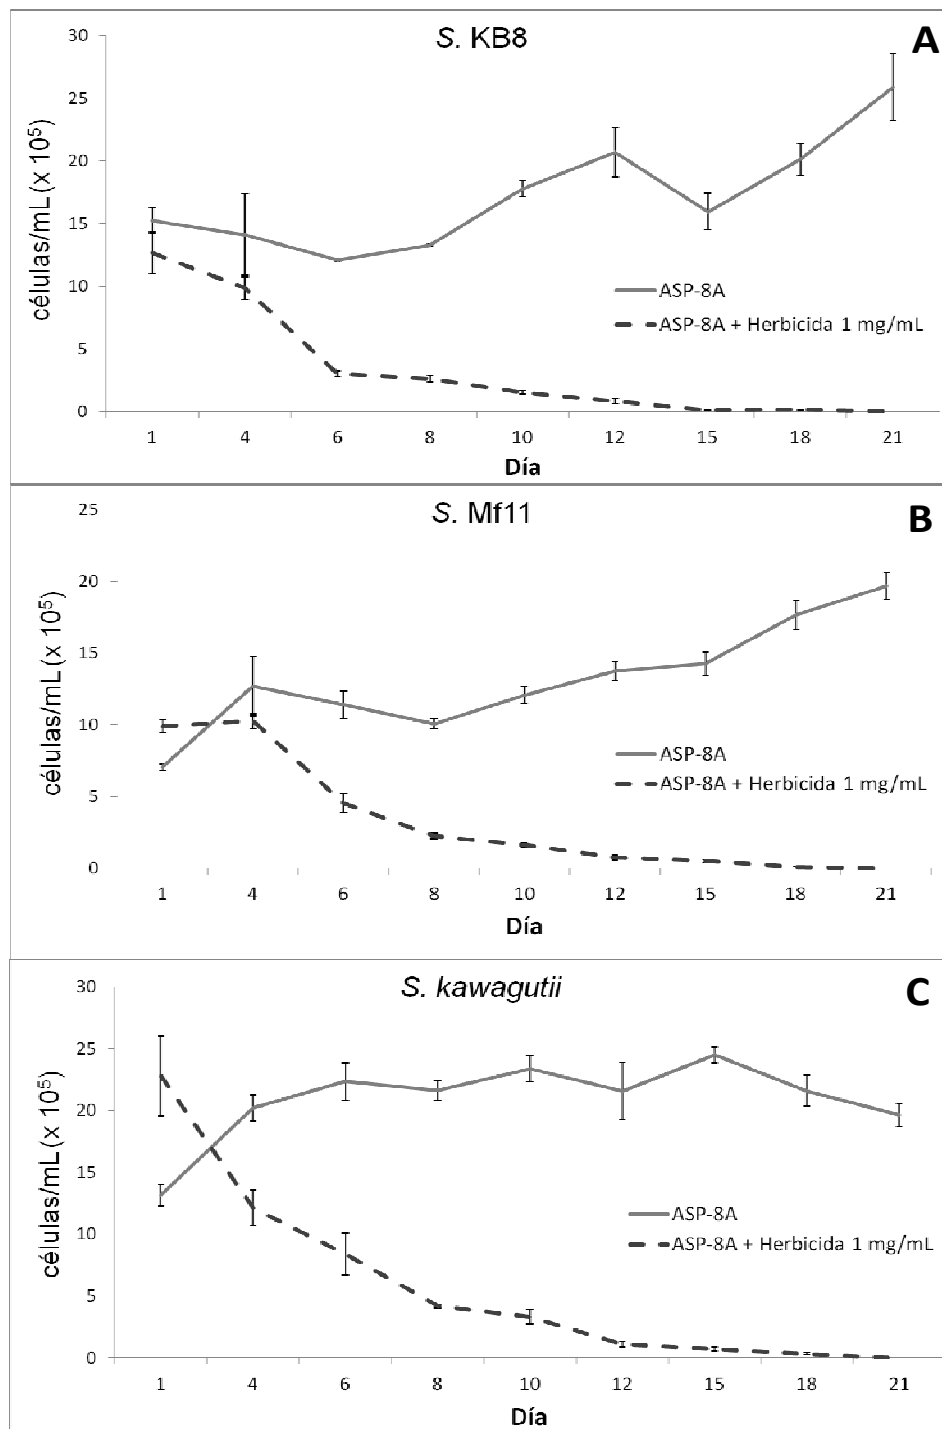 S. KB8
A
30
25
20
15
10
5
0
células/mL (x 10⁵)
ASP-8A
ASP-8A + Herbicida 1 mg/mL
1 4 6 8 10 12 15 18 21
Día
S. Mf11
B
25
20
15
10
5
0
células/mL (x 10⁵)
ASP-8A
ASP-8A + Herbicida 1 mg/mL
1 4 6 8 10 12 15 18 21
Día
S. kawagutii
C
30
25
20
15
10
5
0
células/mL (x 10⁵)
ASP-8A
ASP-8A + Herbicida 1 mg/mL
1 4 6 8 10 12 15 18 21
Día